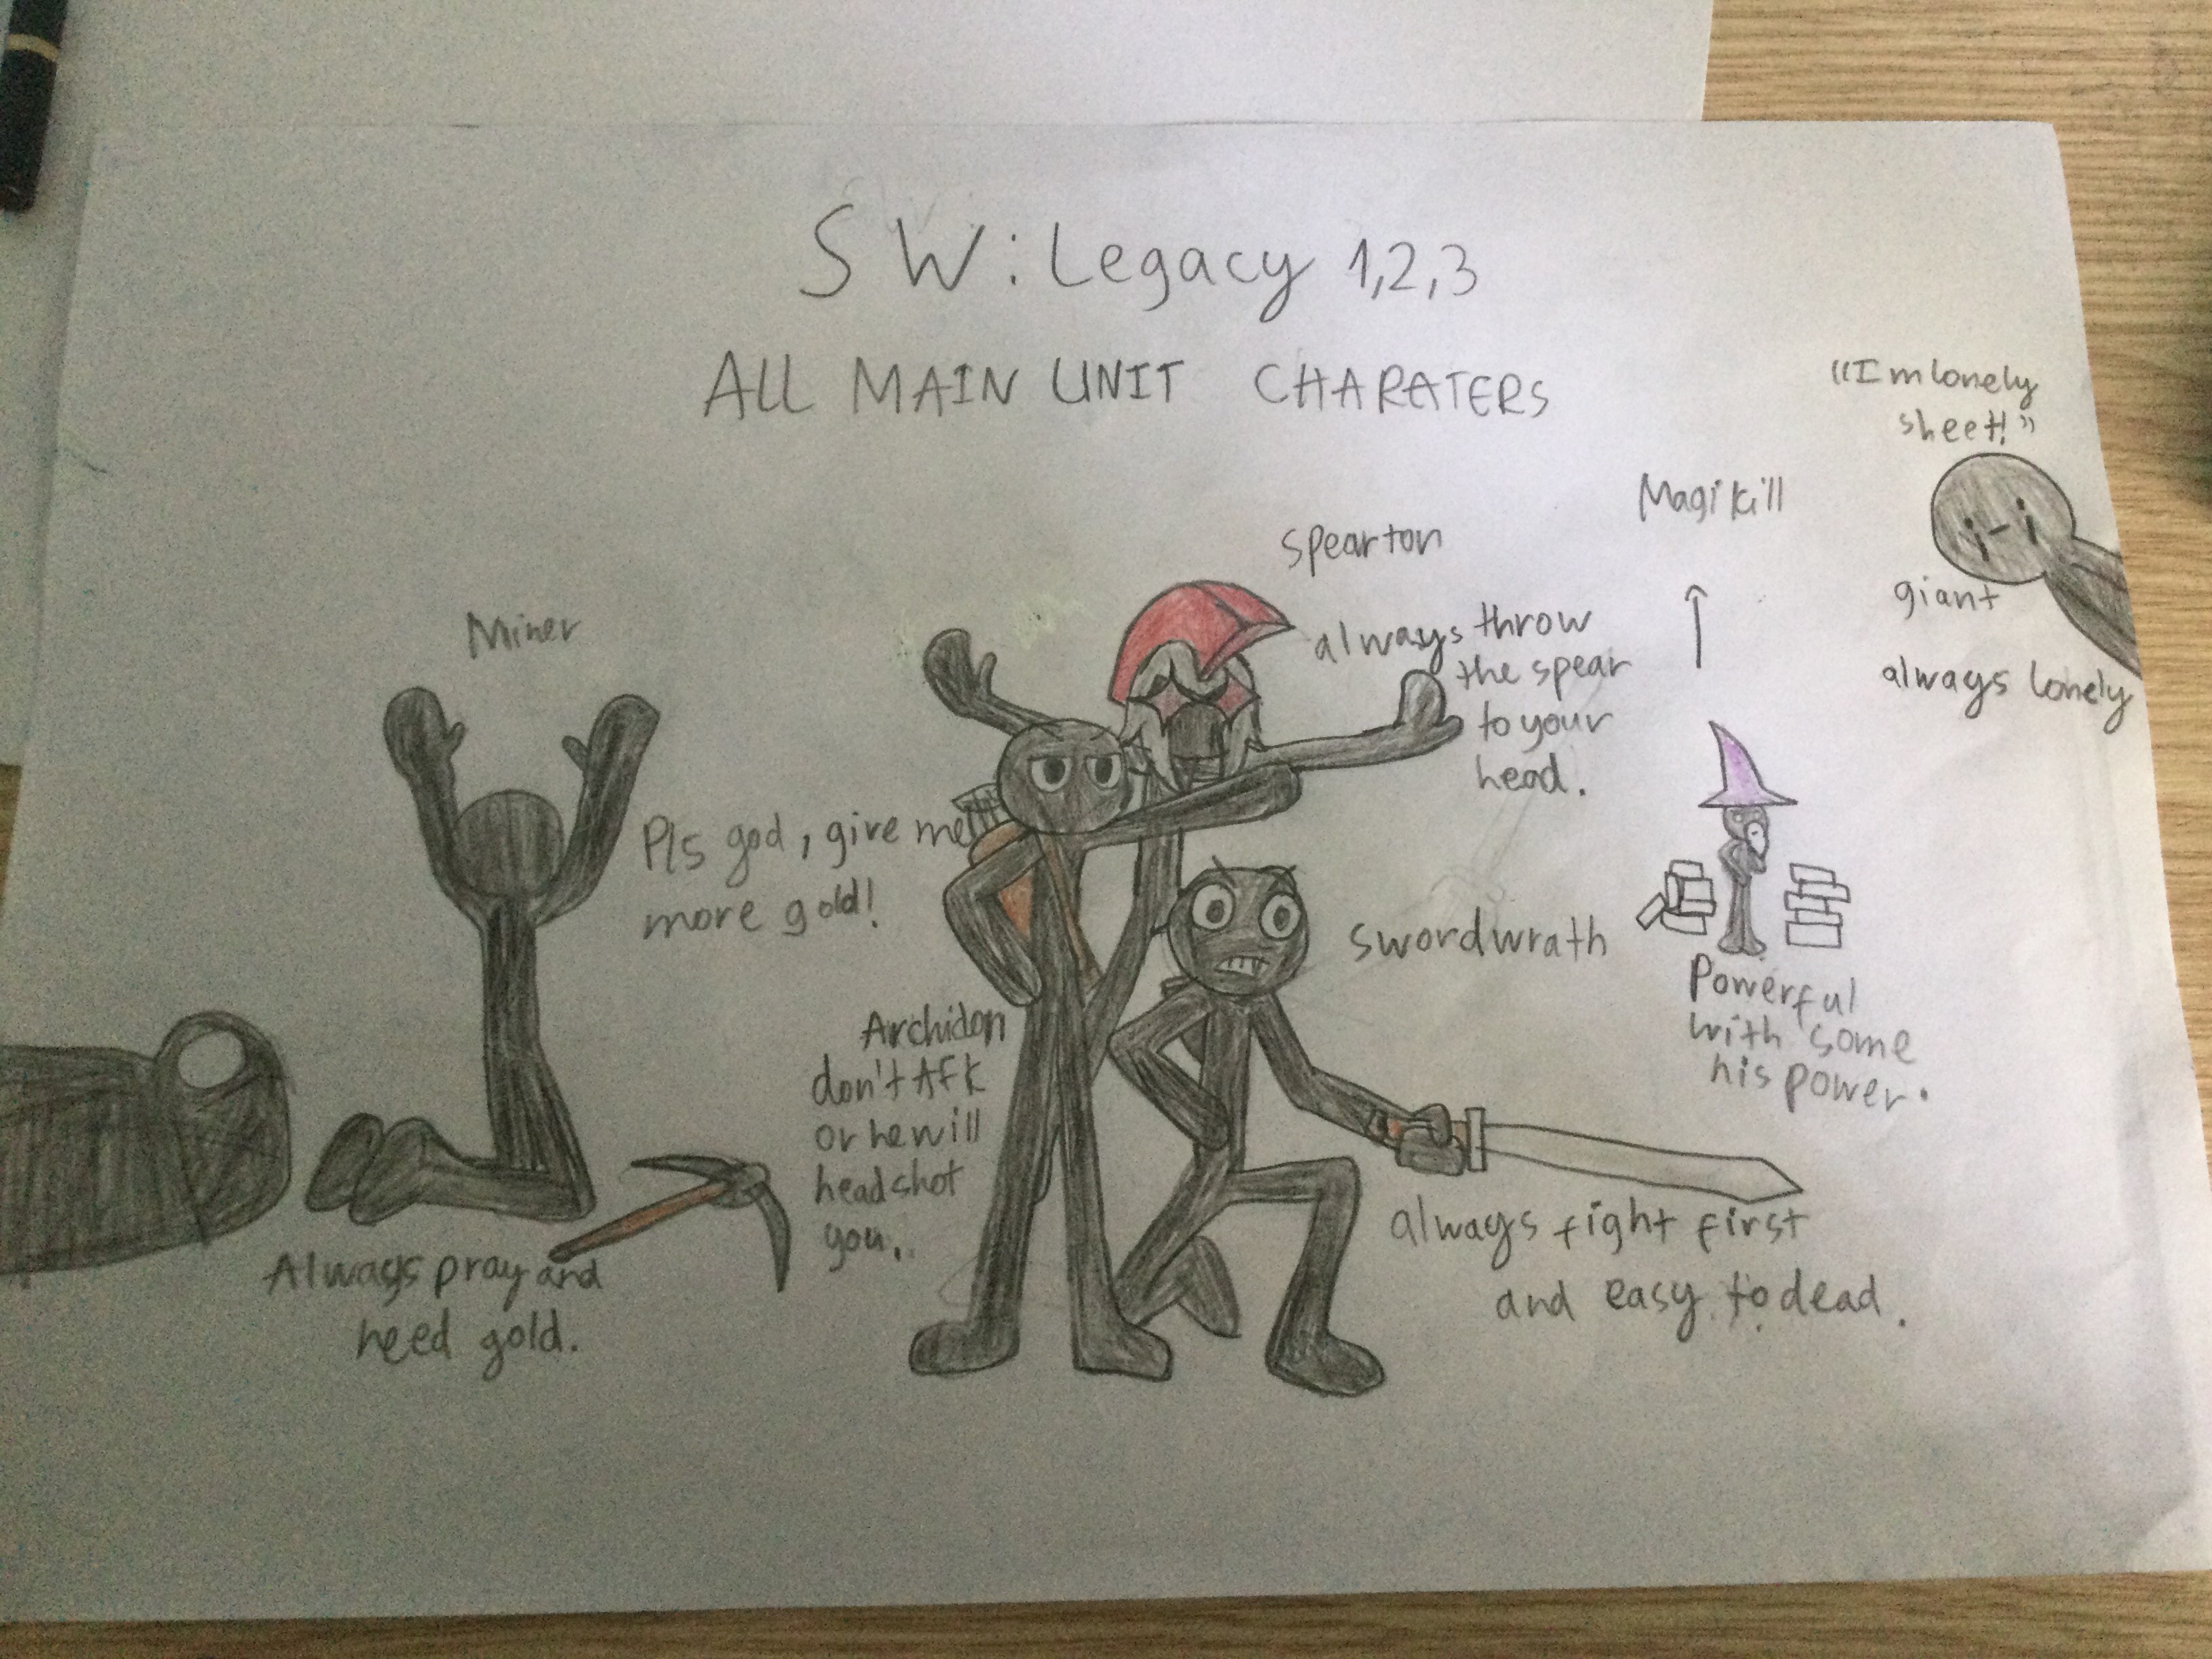 SW: Legacy 1,2,3
ALL MAIN UNIT CHARATERS
"Im lonely
sheet!"
giant
always lonely
Magikill
Powerful
with some
his power.
Spearton
always throw
the spear
to your
head.
Miner
Pls god, give me
more gold!
Always pray and
need gold.
Archidon
don't AFK
or he will
headshot
you.
Swordwrath
always fight first
and easy to dead.